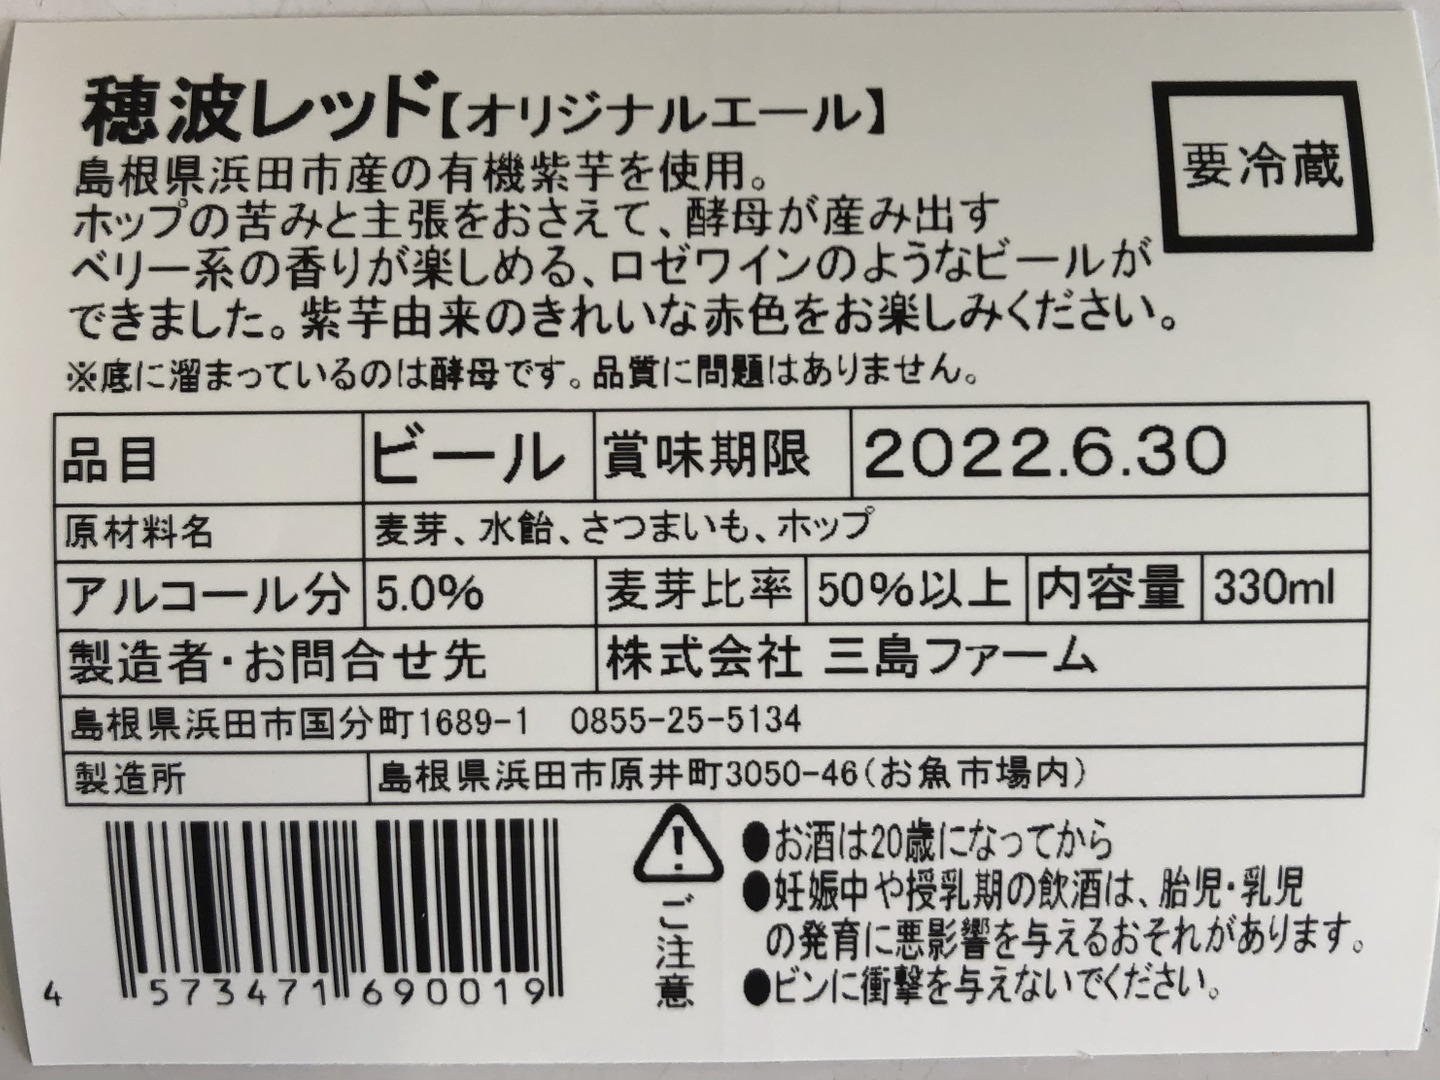 穂波レッド【オリジナルエール】
要冷蔵
島根県浜田市産の有機紫芋を使用。
ホップの苦みと主張をおさえて、酵母が産み出す
ベリー系の香りが楽しめる、ロゼワインのようなビールが
できました。紫芋由来のきれいな赤色をお楽しみください。
※底に溜まっているのは酵母です。品質に問題はありません。
品目 ビール 賞味期限 2022.6.30
原材料名 麦芽、水飴、さつまいも、ホップ
アルコール分 5.0% 麦芽比率 50%以上 内容量 330ml
製造者・お問合せ先 株式会社 三島ファーム
島根県浜田市国分町1689-1 0855-25-5134
製造所 島根県浜田市原井町3050-46(お魚市場内)
4 573471 690019
ご注意
●お酒は20歳になってから
●妊娠中や授乳期の飲酒は、胎児・乳児
の発育に悪影響を与えるおそれがあります。
●ビンに衝撃を与えないでください。